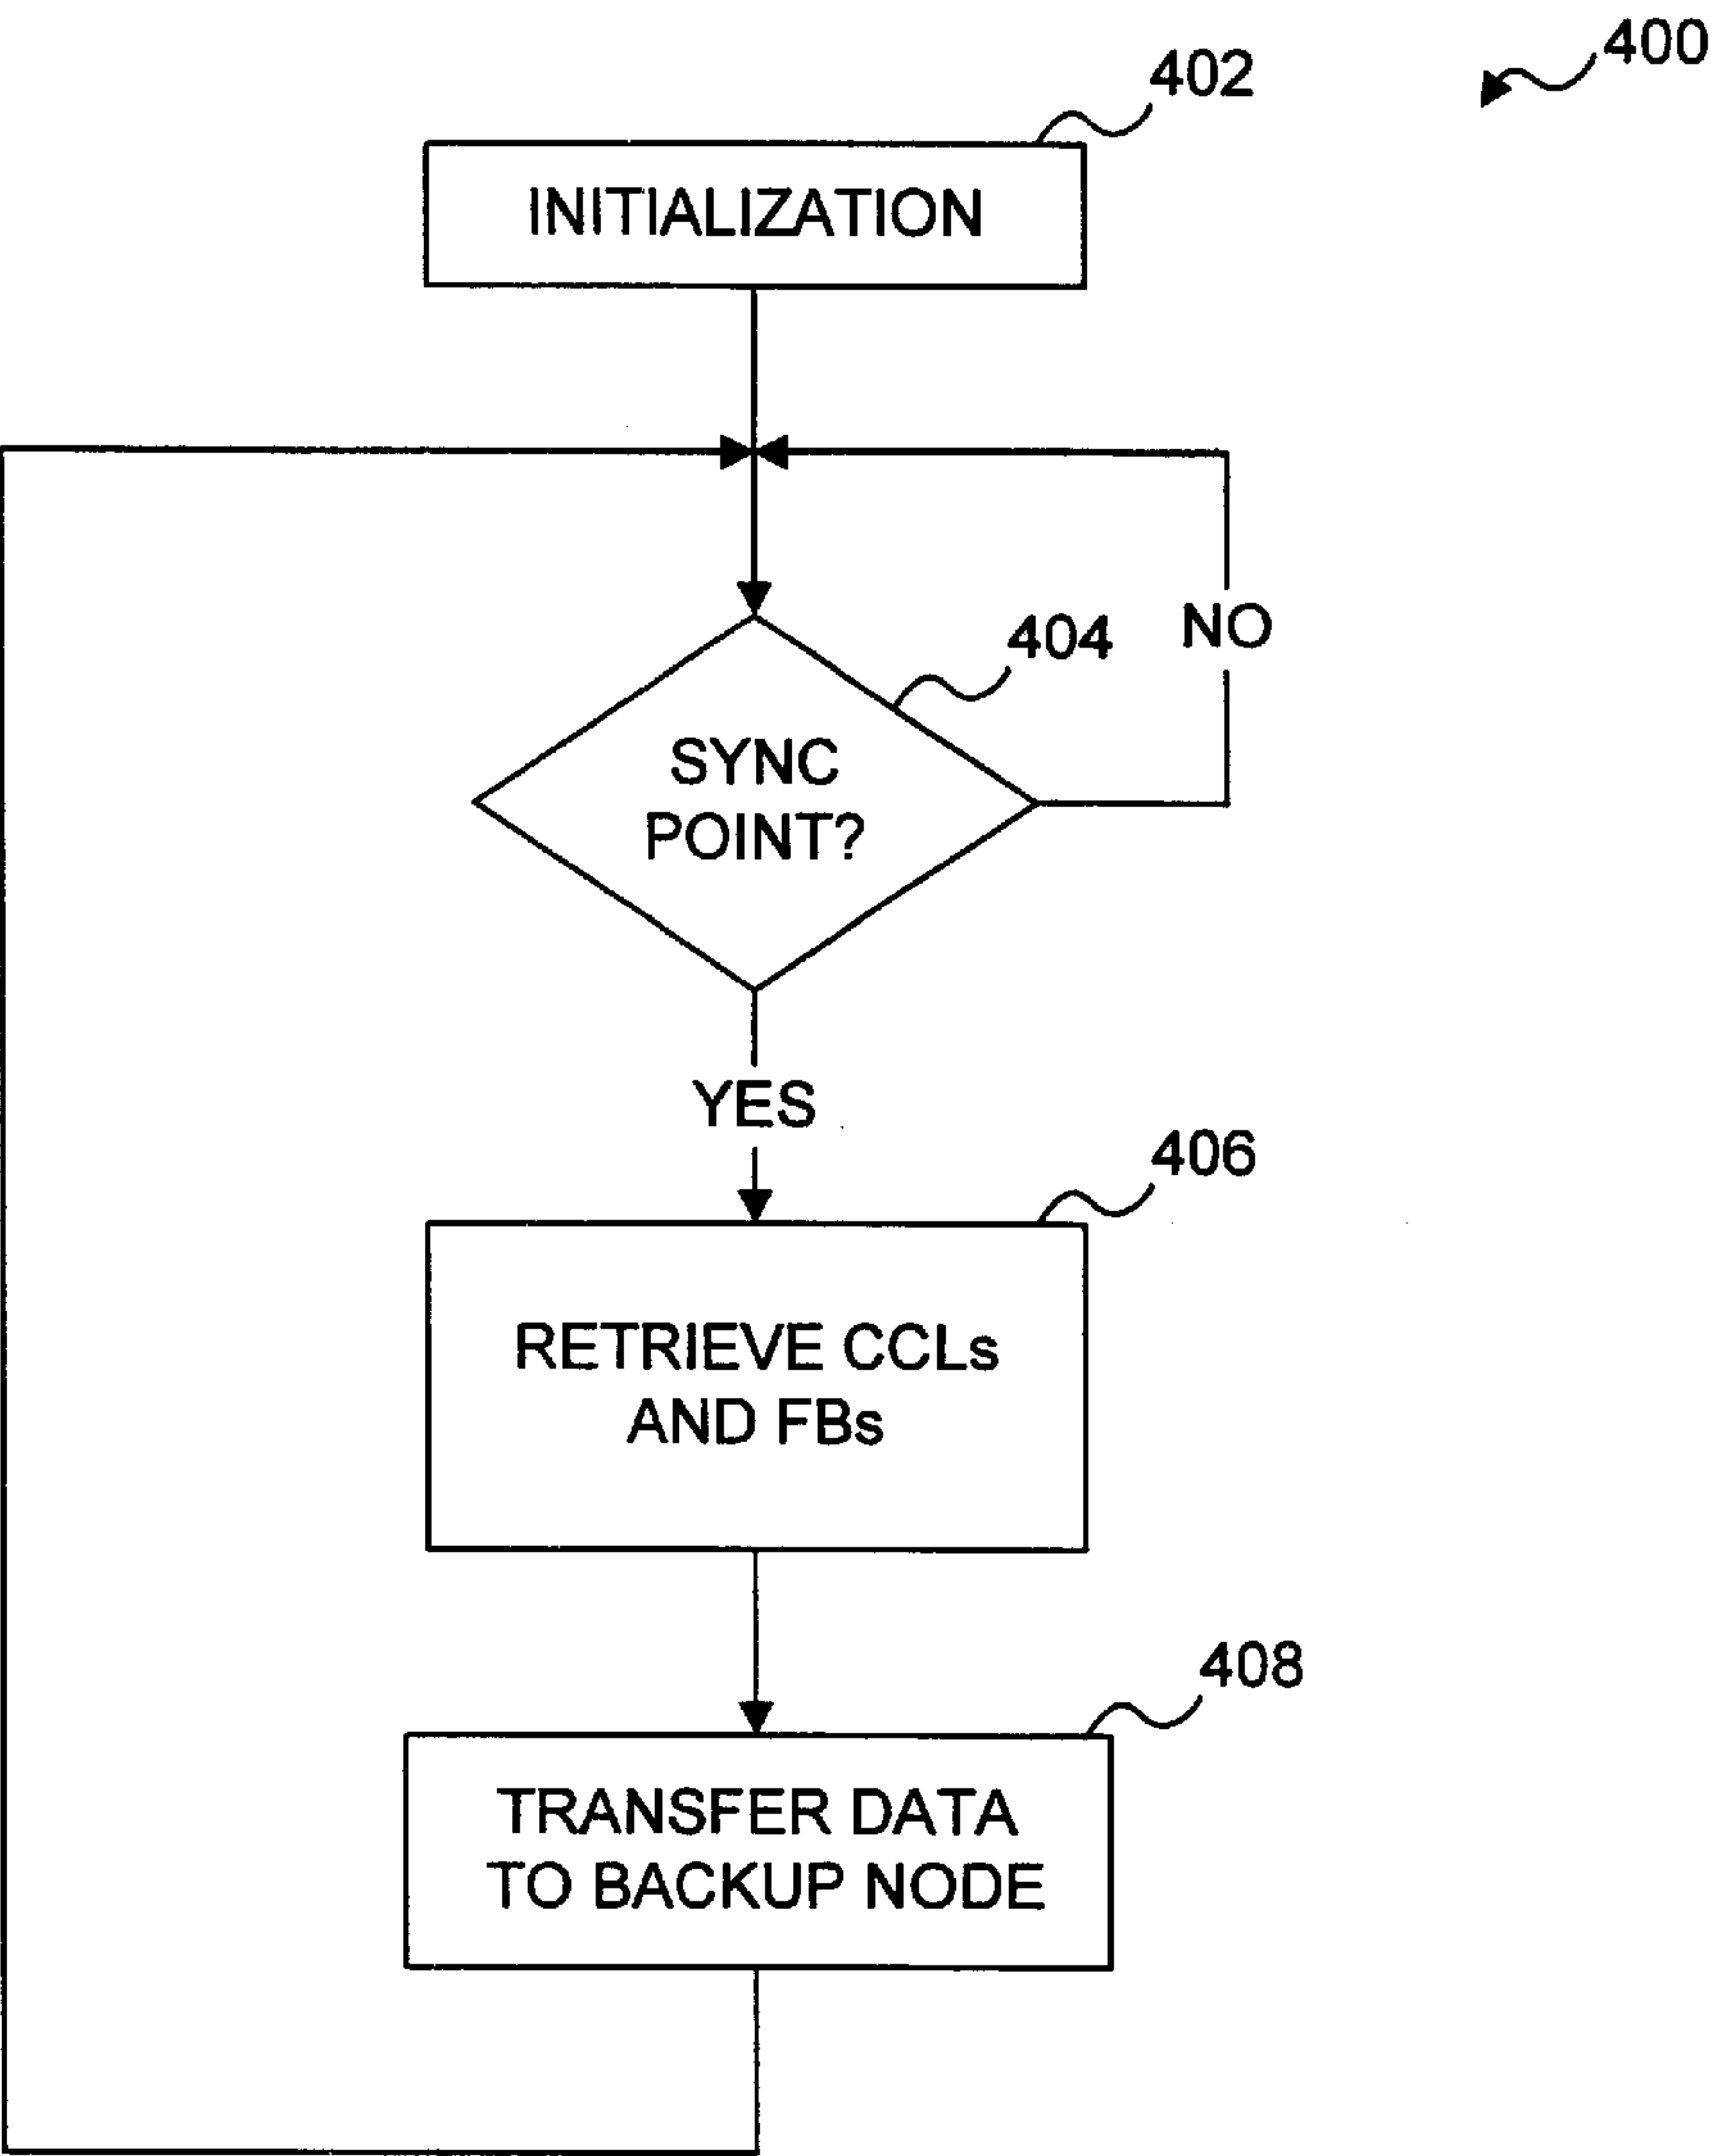 400
402
INITIALIZATION
404
NO
SYNC
POINT?
YES
406
RETRIEVE CCLs
AND FBs
408
TRANSFER DATA
TO BACKUP NODE